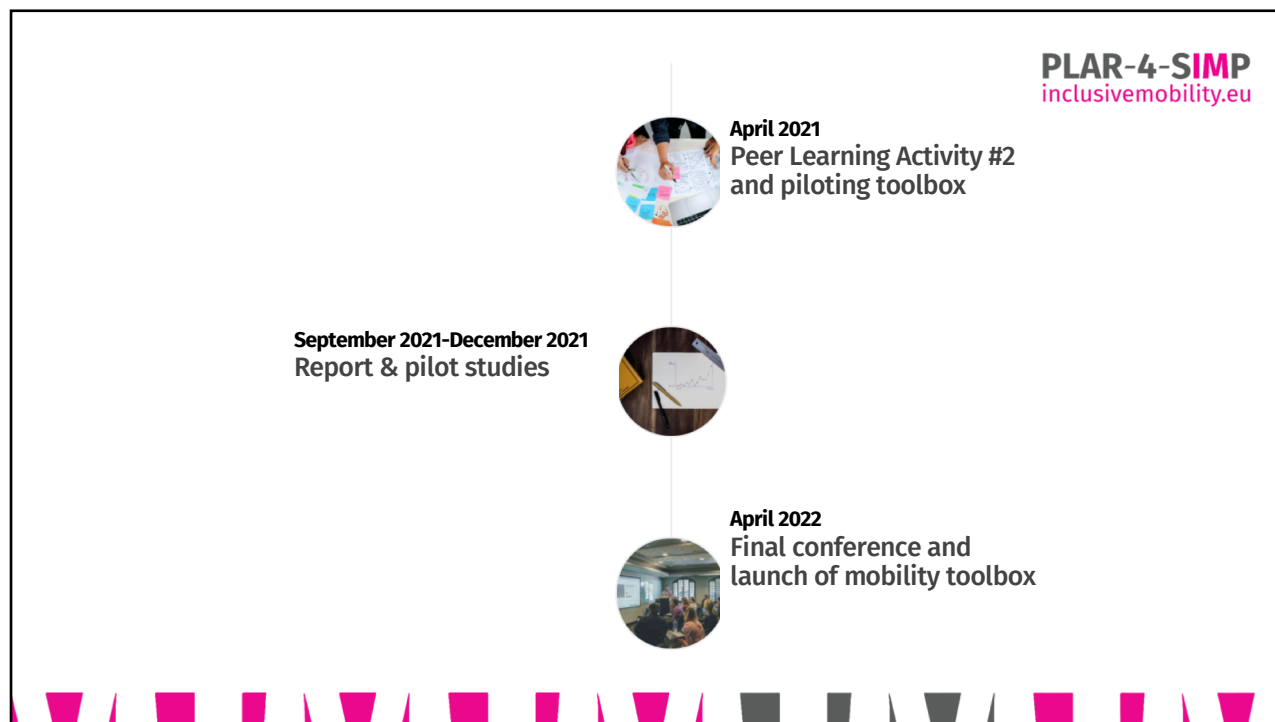 PLAR-4-SIMP
inclusivemobility.eu
April 2021
Peer Learning Activity #2
and piloting toolbox
September 2021-December 2021
Report & pilot studies
April 2022
Final conference and
launch of mobility toolbox